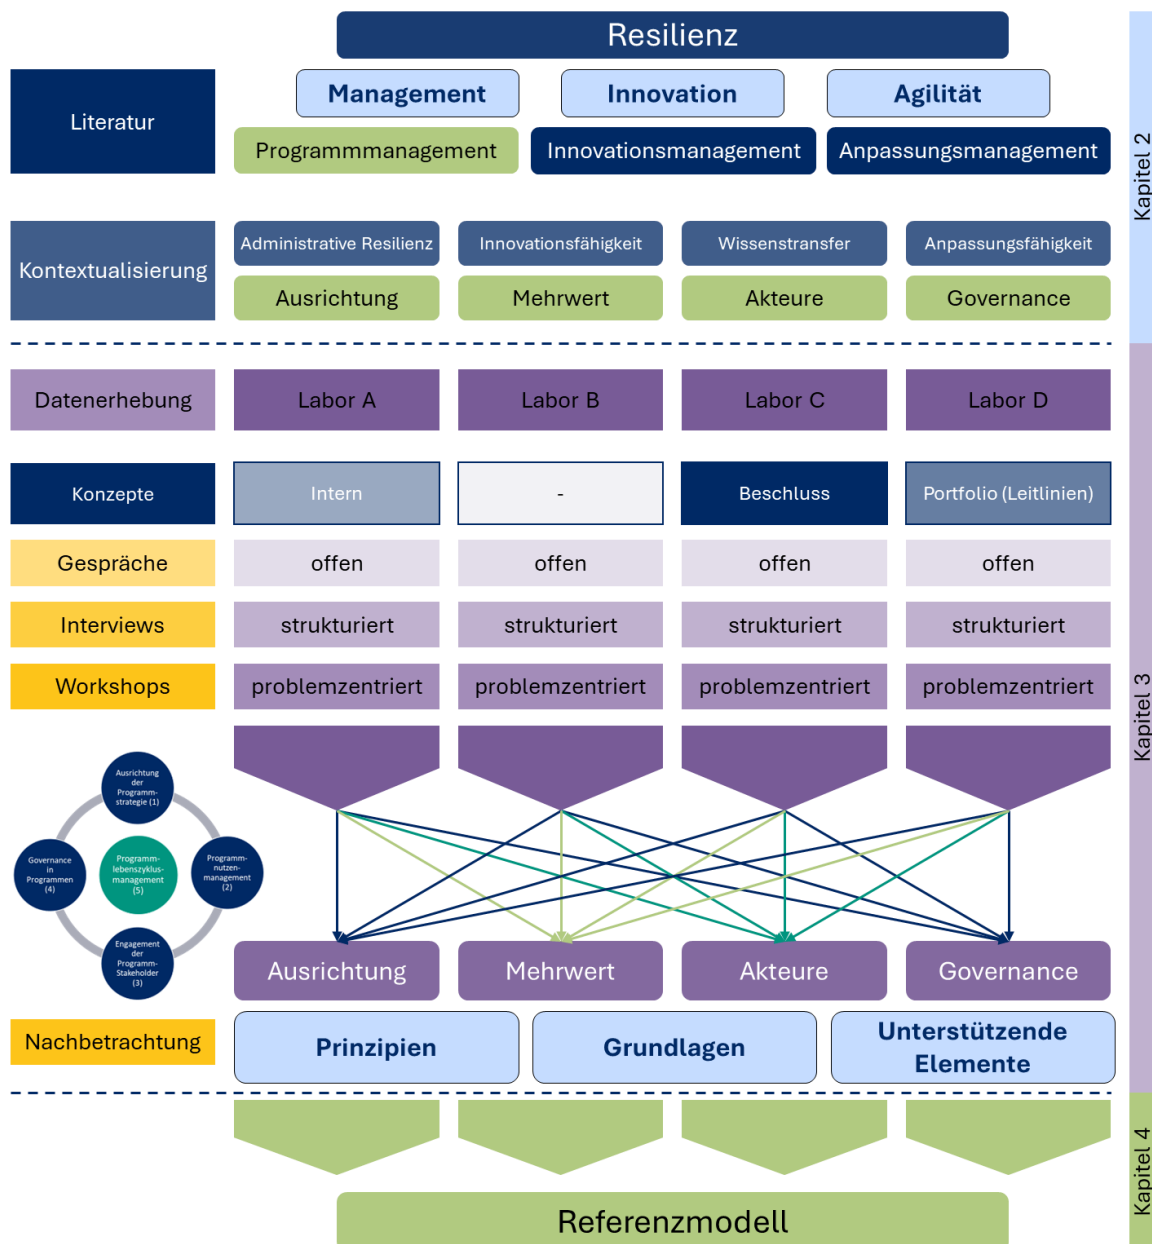 Resilienz
Literatur
Management
Innovation
Agilität
Programmmanagement
Innovationsmanagement
Anpassungsmanagement
Kapitel 2
Kontextualisierung
Administrative Resilienz
Innovationsfähigkeit
Wissenstransfer
Anpassungsfähigkeit
Ausrichtung
Mehrwert
Akteure
Governance
Datenerhebung
Labor A
Labor B
Labor C
Labor D
Konzepte
Intern
-
Beschluss
Portfolio (Leitlinien)
Gespräche
offen
offen
offen
offen
Interviews
strukturiert
strukturiert
strukturiert
strukturiert
Workshops
problemzentriert
problemzentriert
problemzentriert
problemzentriert
Kapitel 3
Ausrichtung
der
Programm-
strategie (1)
Governance
in
Programmen
(4)
Programm-
lebenszyklus-
management
(5)
Programm-
nutzen-
management
(2)
Engagement
der
Programm-
Stakeholder
(3)
Ausrichtung
Mehrwert
Akteure
Governance
Nachbetrachtung
Prinzipien
Grundlagen
Unterstützende
Elemente
Kapitel 4
Referenzmodell